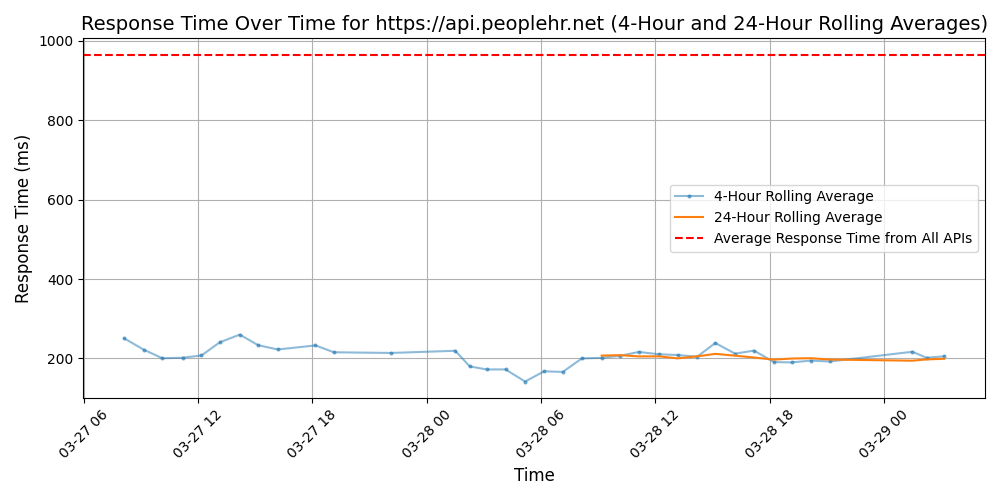 Response Time Over Time for https://api.peoplehr.net (4-Hour and 24-Hour Rolling Averages)
Response Time (ms)
1000
800
600
400
200
4-Hour Rolling Average
24-Hour Rolling Average
Average Response Time from All APIs
03-27 06
03-27 12
03-27 18
03-28 00
03-28 06
03-28 12
03-28 18
03-29 00
Time